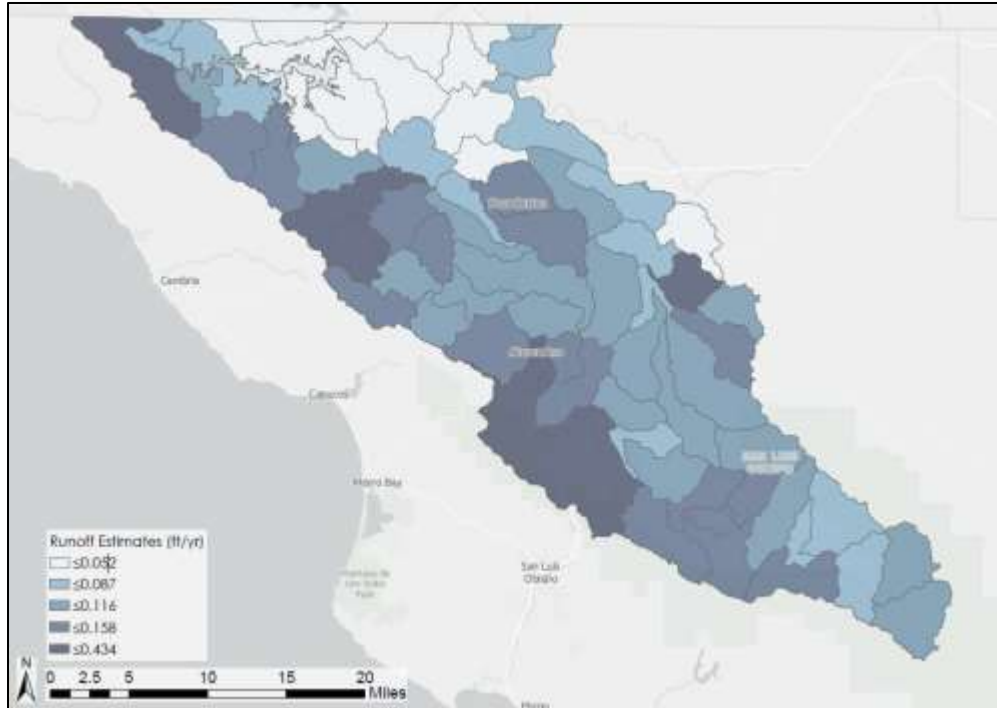 Cambria
Atascadero
Cayucos
Morro Bay
San Luis
Obispo
Runoff Estimates (ft/yr)
≤0.052
≤0.087
≤0.116
≤0.158
≤0.434
N
0 2.5 5 10 15 20
Miles